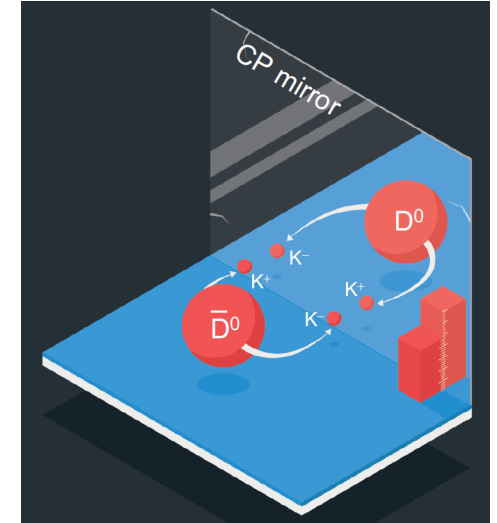 CP mirror
D⁰
K⁻
K⁺
K⁺
D̅⁰
K⁻